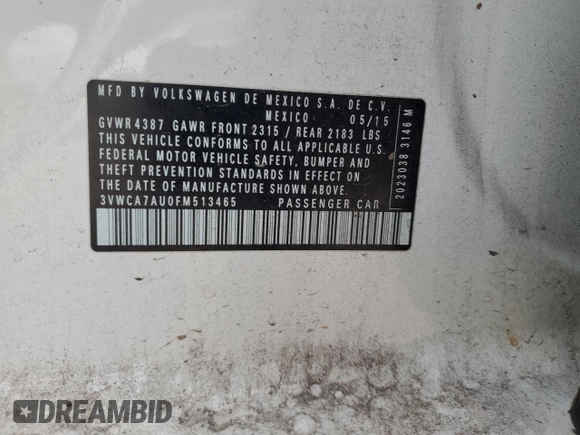 MFD BY VOLKSWAGEN DE MEXICO S.A. DE C.V.
MEXICO 05/15
GVWR 4387 GAWR FRONT 2315 / REAR 2183 LBS
THIS VEHICLE CONFORMS TO ALL APPLICABLE U.S.
FEDERAL MOTOR VEHICLE SAFETY, BUMPER AND
THEFT PREVENTION STANDARDS IN EFFECT ON
THE DATE OF MANUFACTURE SHOWN ABOVE.
3VWCA7AU0FM513465 PASSENGER CAR
2023038 3146 M
DREAMBID